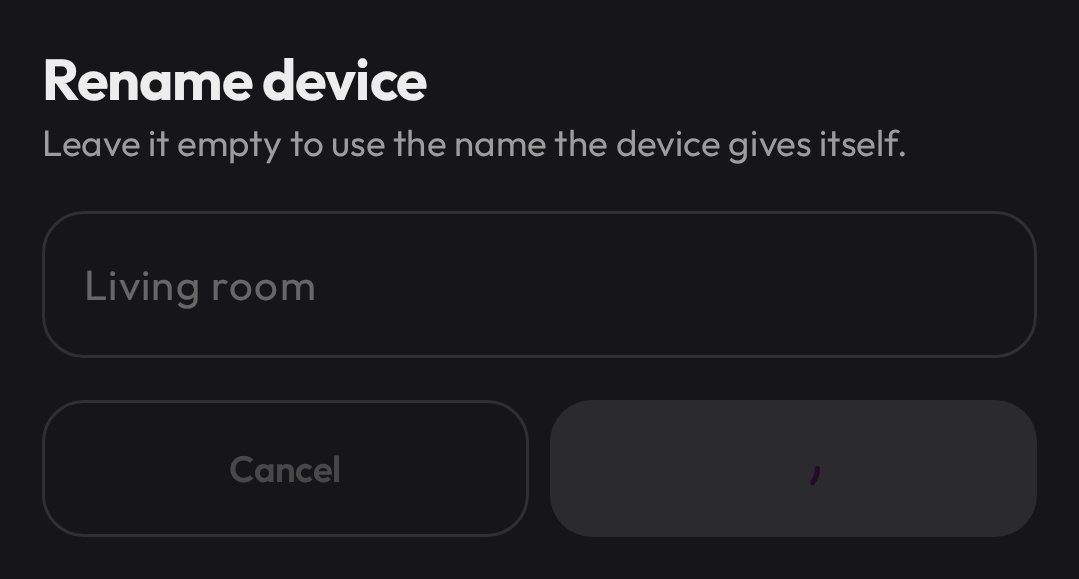 Rename device
Leave it empty to use the name the device gives itself.
Living room
Cancel